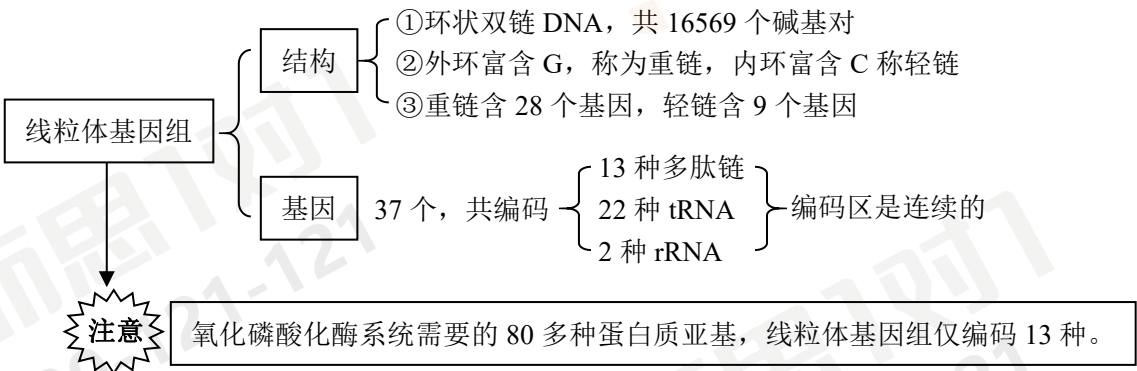 ①环状双链 DNA，共 16569 个碱基对
结构
②外环富含 G，称为重链，内环富含 C 称轻链
③重链含 28 个基因，轻链含 9 个基因
线粒体基因组
13 种多肽链
基因 37 个，共编码 22 种 tRNA 编码区是连续的
2 种 rRNA
注意 氧化磷酸化酶系统需要的 80 多种蛋白质亚基，线粒体基因组仅编码 13 种。